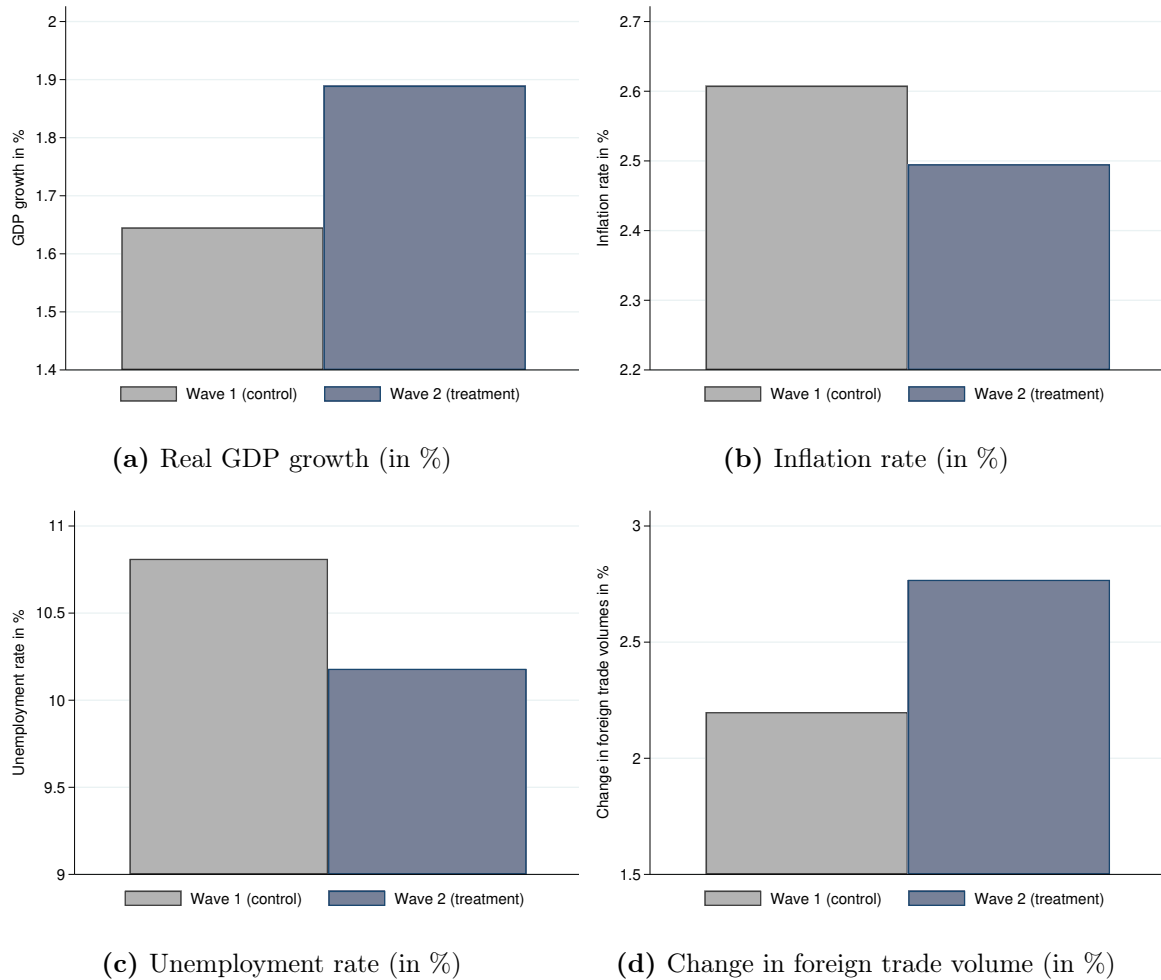 GDP growth in %
2
1.9
1.8
1.7
1.6
1.5
1.4
Wave 1 (control) Wave 2 (treatment)
(a) Real GDP growth (in %)
Inflation rate in %
2.7
2.6
2.5
2.4
2.3
2.2
Wave 1 (control) Wave 2 (treatment)
(b) Inflation rate (in %)
Unemployment rate in %
11
10.5
10
9.5
9
Wave 1 (control) Wave 2 (treatment)
(c) Unemployment rate (in %)
Change in foreign trade volumes in %
3
2.5
2
1.5
Wave 1 (control) Wave 2 (treatment)
(d) Change in foreign trade volume (in %)